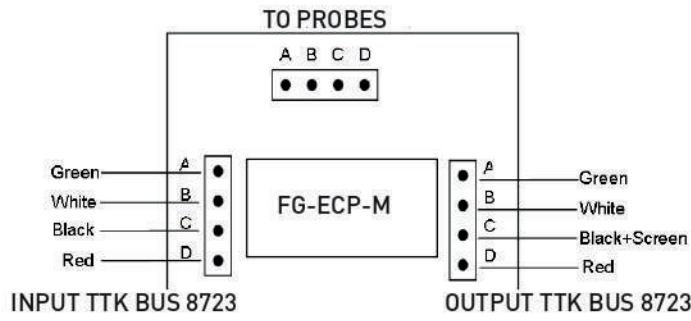 TO PROBES
A B C D
Green A
White B
Black C
Red D
FG-ECP-M
A Green
B White
C Black+Screen
D Red
INPUT TTK BUS 8723
OUTPUT TTK BUS 8723